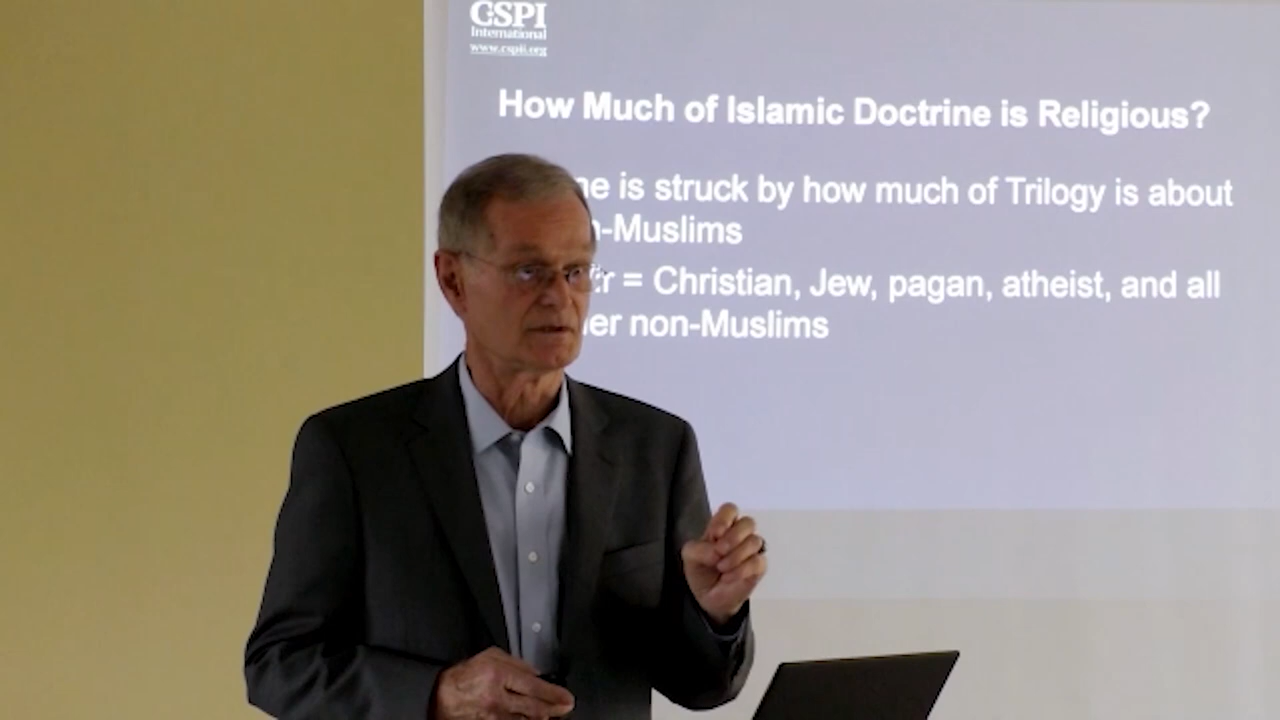 CSPI
International
www.cspii.org
How Much of Islamic Doctrine is Religious?
is struck by how much of Trilogy is about
-Muslims
= Christian, Jew, pagan, atheist, and all
non-Muslims